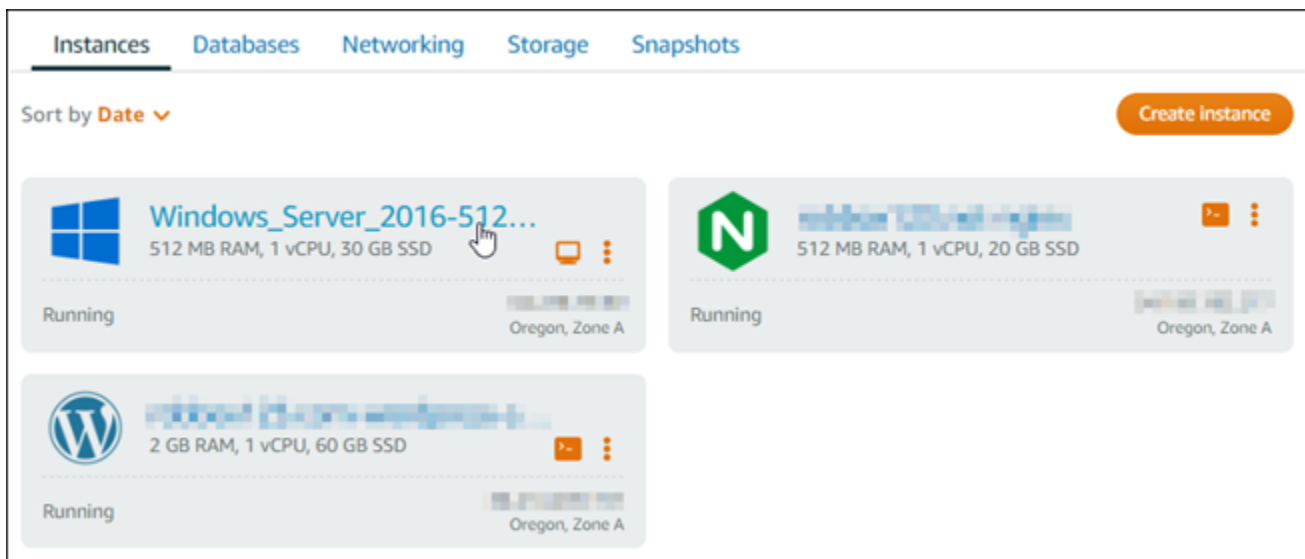 Instances Databases Networking Storage Snapshots
Sort by Date
Create instance
Windows_Server_2016-512...
512 MB RAM, 1 vCPU, 30 GB SSD
Running
Oregon, Zone A
N
512 MB RAM, 1 vCPU, 20 GB SSD
Running
Oregon, Zone A
W
2 GB RAM, 1 vCPU, 60 GB SSD
Running
Oregon, Zone A